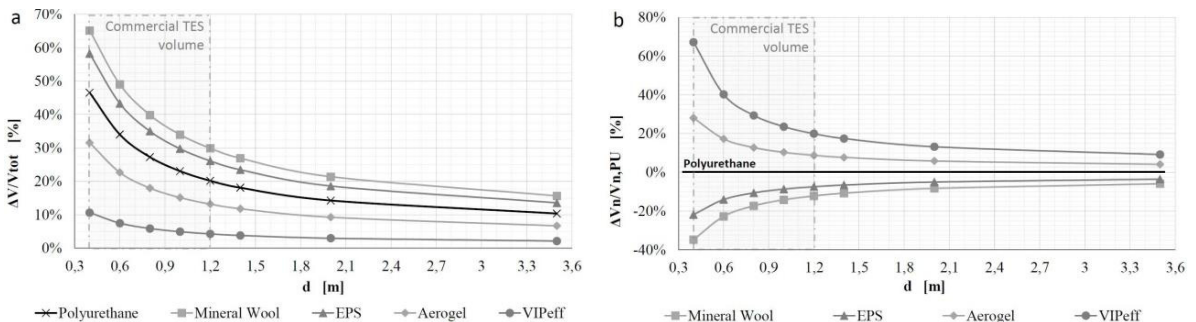 a
70%
60%
50%
40%
30%
20%
10%
0%
ΔV/Vtot [%]
Commercial TES
volume
0,3 0,6 0,9 1,2 1,5 1,8 2,1 2,4 2,7 3,0 3,3 3,6
d [m]
Polyurethane Mineral Wool EPS Aerogel VIPeff
b
80%
60%
40%
20%
0%
-20%
-40%
ΔVn/Vn,PU [%]
Commercial TES
volume
Polyurethane
0,3 0,6 0,9 1,2 1,5 1,8 2,1 2,4 2,7 3,0 3,3 3,6
d [m]
Mineral Wool EPS Aerogel VIPeff